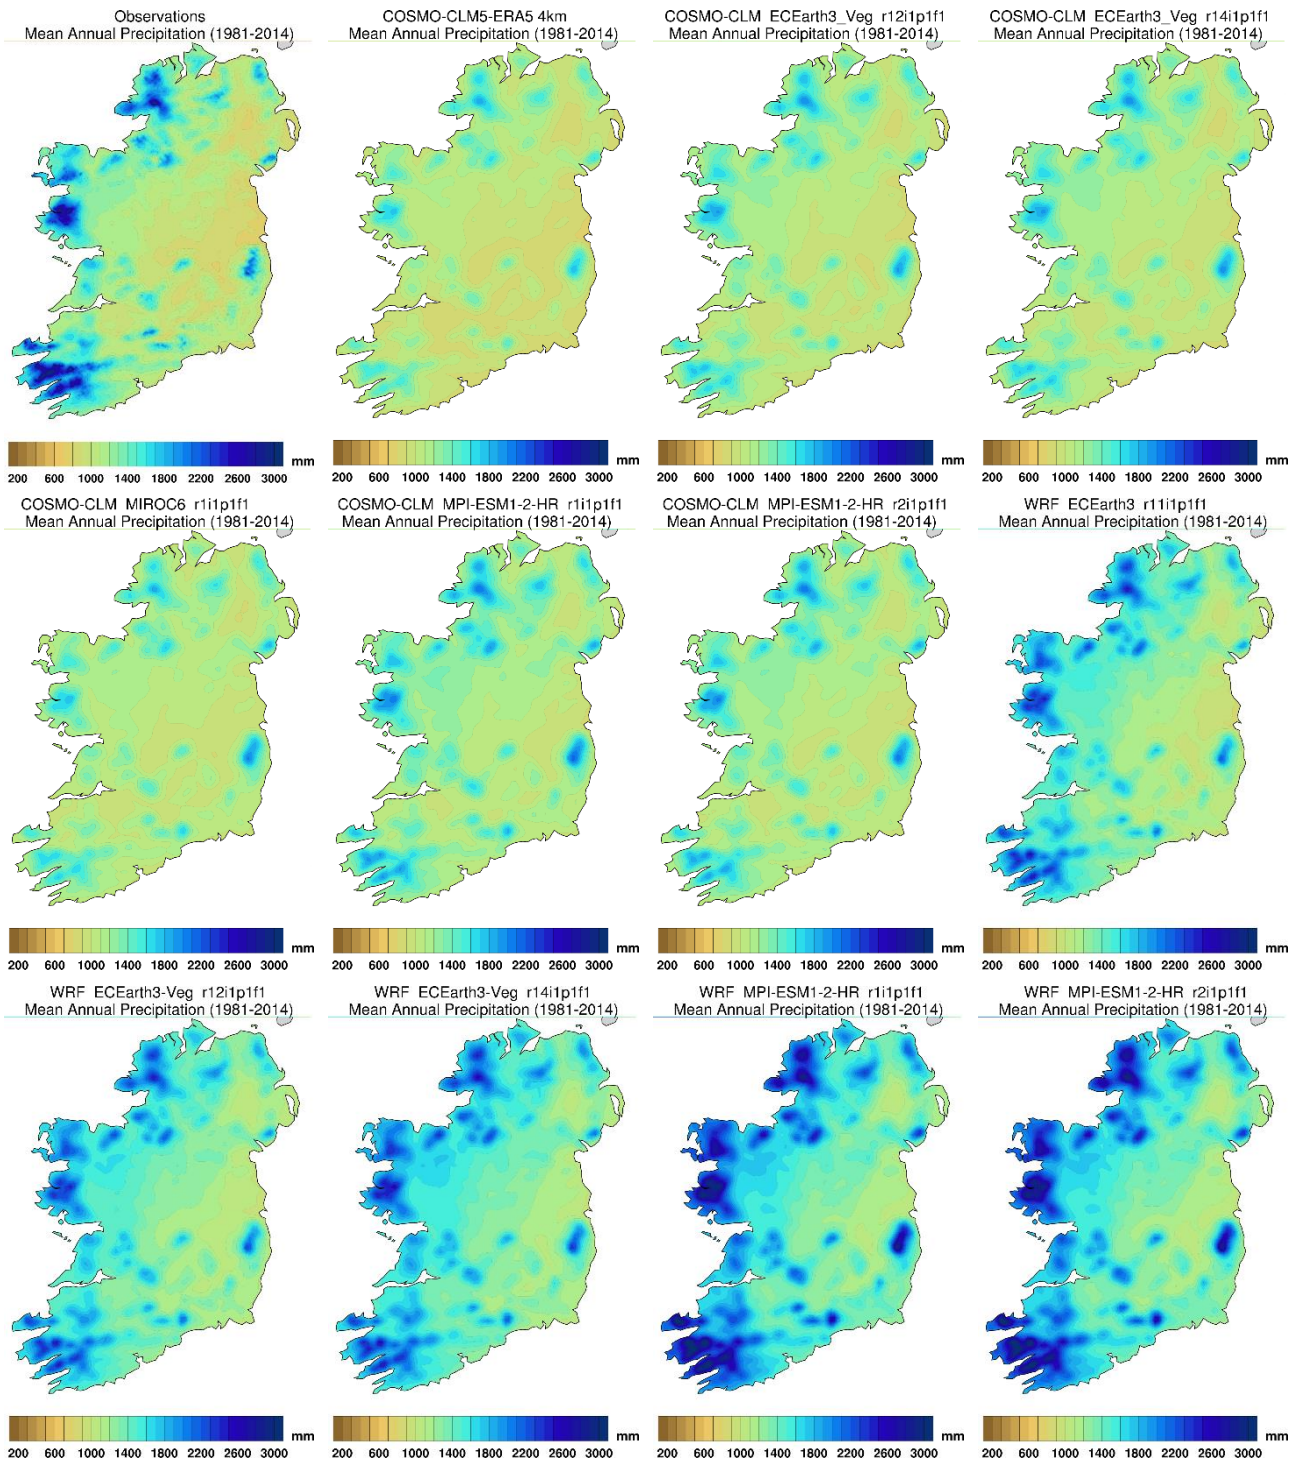 Observations
Mean Annual Precipitation (1981-2014)
COSMO-CLM5-ERA5 4km
Mean Annual Precipitation (1981-2014)
COSMO-CLM ECEarth3_Veg r12i1p1f1
Mean Annual Precipitation (1981-2014)
COSMO-CLM ECEarth3_Veg r14i1p1f1
Mean Annual Precipitation (1981-2014)
200 600 1000 1400 1800 2200 2600 3000 mm
200 600 1000 1400 1800 2200 2600 3000 mm
200 600 1000 1400 1800 2200 2600 3000 mm
200 600 1000 1400 1800 2200 2600 3000 mm
COSMO-CLM MIROC6 r1i1p1f1
Mean Annual Precipitation (1981-2014)
COSMO-CLM MPI-ESM1-2-HR r1i1p1f1
Mean Annual Precipitation (1981-2014)
COSMO-CLM MPI-ESM1-2-HR r2i1p1f1
Mean Annual Precipitation (1981-2014)
WRF ECEarth3 r11i1p1f1
Mean Annual Precipitation (1981-2014)
200 600 1000 1400 1800 2200 2600 3000 mm
200 600 1000 1400 1800 2200 2600 3000 mm
200 600 1000 1400 1800 2200 2600 3000 mm
200 600 1000 1400 1800 2200 2600 3000 mm
WRF ECEarth3-Veg r12i1p1f1
Mean Annual Precipitation (1981-2014)
WRF ECEarth3-Veg r14i1p1f1
Mean Annual Precipitation (1981-2014)
WRF MPI-ESM1-2-HR r1i1p1f1
Mean Annual Precipitation (1981-2014)
WRF MPI-ESM1-2-HR r2i1p1f1
Mean Annual Precipitation (1981-2014)
200 600 1000 1400 1800 2200 2600 3000 mm
200 600 1000 1400 1800 2200 2600 3000 mm
200 600 1000 1400 1800 2200 2600 3000 mm
200 600 1000 1400 1800 2200 2600 3000 mm